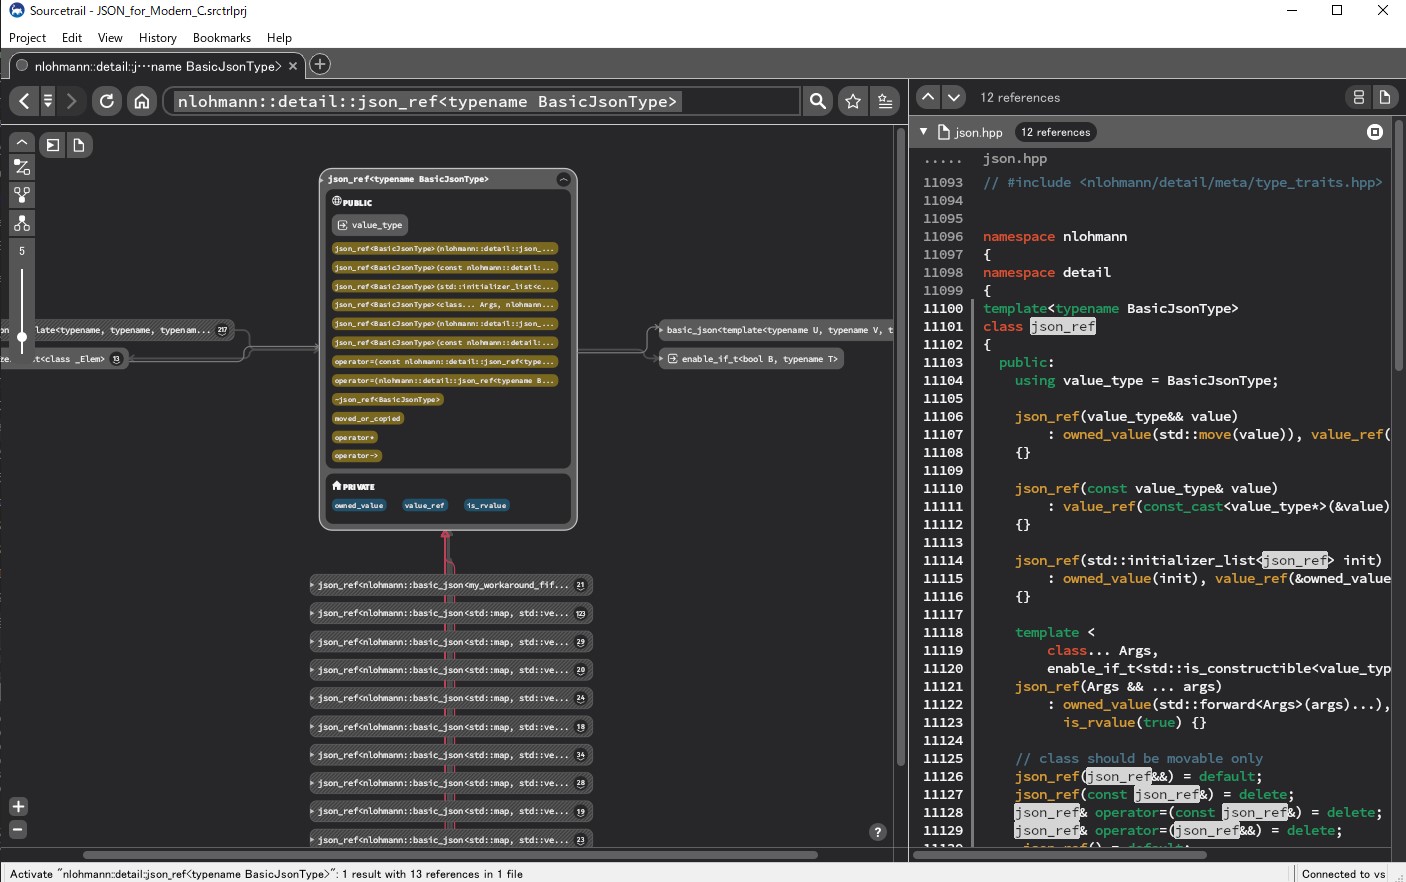 Sourcetrail - JSON_for_Modern_C.srctrlprj
Project Edit View History Bookmarks Help
nlohmann::detail::j⋯name BasicJsonType>
nlohmann::detail::json_ref<typename BasicJsonType>
5
json_ref<typename BasicJsonType>
PUBLIC
value_type
json_ref<BasicJsonType>(nlohmann::detail::json_...
json_ref<BasicJsonType>(const nlohmann::detail:...
json_ref<BasicJsonType>(std::initializer_list<c...
json_ref<BasicJsonType><class... Args, nlohmann...
json_ref<BasicJsonType>(nlohmann::detail::json_...
json_ref<BasicJsonType>(const nlohmann::detail:...
operator=(const nlohmann::detail::json_ref<type...
operator=(nlohmann::detail::json_ref<typename B...
~json_ref<BasicJsonType>
moved_or_copied
operator*
operator->
PRIVATE
owned_value value_ref is_rvalue
late<typename, typename, typenam... 217
t<class _Elem> 13
basic_json<template<typename U, typename V, t
enable_if_t<bool B, typename T>
json_ref<nlohmann::basic_json<my_workaround_fif... 21
json_ref<nlohmann::basic_json<std::map, std::ve... 123
json_ref<nlohmann::basic_json<std::map, std::ve... 29
json_ref<nlohmann::basic_json<std::map, std::ve... 20
json_ref<nlohmann::basic_json<std::map, std::ve... 24
json_ref<nlohmann::basic_json<std::map, std::ve... 18
json_ref<nlohmann::basic_json<std::map, std::ve... 34
json_ref<nlohmann::basic_json<std::map, std::ve... 28
json_ref<nlohmann::basic_json<std::map, std::ve... 19
json_ref<nlohmann::basic_json<std::map, std::ve... 23
?
12 references
json.hpp 12 references
..... json.hpp
11093 // #include <nlohmann/detail/meta/type_traits.hpp>
11094
11095
11096 namespace nlohmann
11097 {
11098 namespace detail
11099 {
11100 template<typename BasicJsonType>
11101 class json_ref
11102 {
11103 public:
11104 using value_type = BasicJsonType;
11105
11106 json_ref(value_type&& value)
11107 : owned_value(std::move(value)), value_ref(
11108 {}
11109
11110 json_ref(const value_type& value)
11111 : value_ref(const_cast<value_type*>(&value)
11112 {}
11113
11114 json_ref(std::initializer_list<json_ref> init)
11115 : owned_value(init), value_ref(&owned_value
11116 {}
11117
11118 template <
11119 class... Args,
11120 enable_if_t<std::is_constructible<value_typ
11121 json_ref(Args && ... args)
11122 : owned_value(std::forward<Args>(args)...),
11123 is_rvalue(true) {}
11124
11125 // class should be movable only
11126 json_ref(json_ref&&) = default;
11127 json_ref(const json_ref&) = delete;
11128 json_ref& operator=(const json_ref&) = delete;
11129 json_ref& operator=(json_ref&&) = delete;
Activate "nlohmann::detail::json_ref<typename BasicJsonType>": 1 result with 13 references in 1 file
Connected to vs